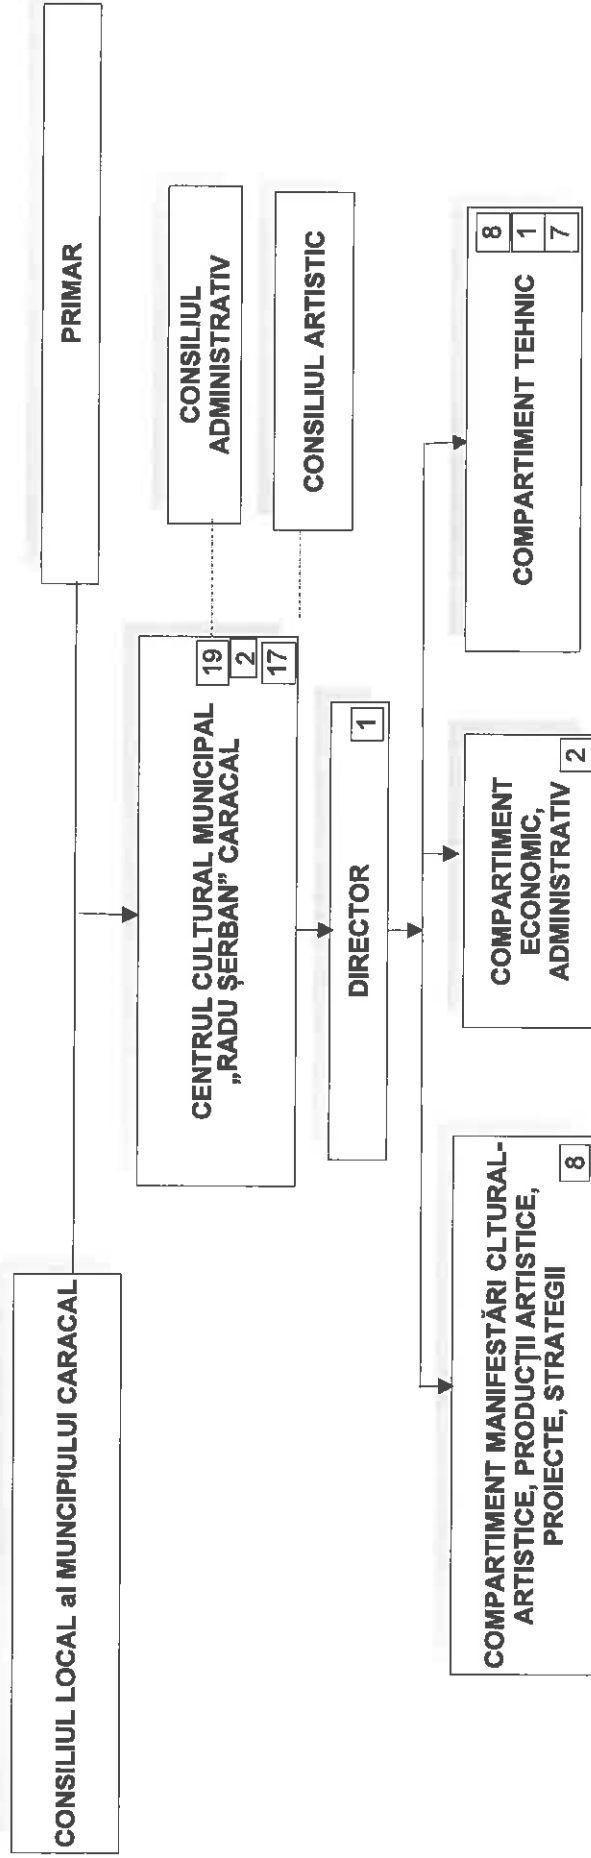 CONSILIUL LOCAL al MUNCIPIULUI CARACAL
PRIMAR
CENTRUL CULTURAL MUNICIPAL
„RADU ȘERBAN” CARACAL
19
2
17
CONSILIUL
ADMINISTRATIV
CONSILIUL ARTISTIC
DIRECTOR
1
COMPARTIMENT MANIFESTĂRI CLTURAL-
ARTISTICE, PRODUCȚII ARTISTICE,
PROIECTE, STRATEGII
8
COMPARTIMENT
ECONOMIC,
ADMINISTRATIV
2
COMPARTIMENT TEHNIC
8
1
7